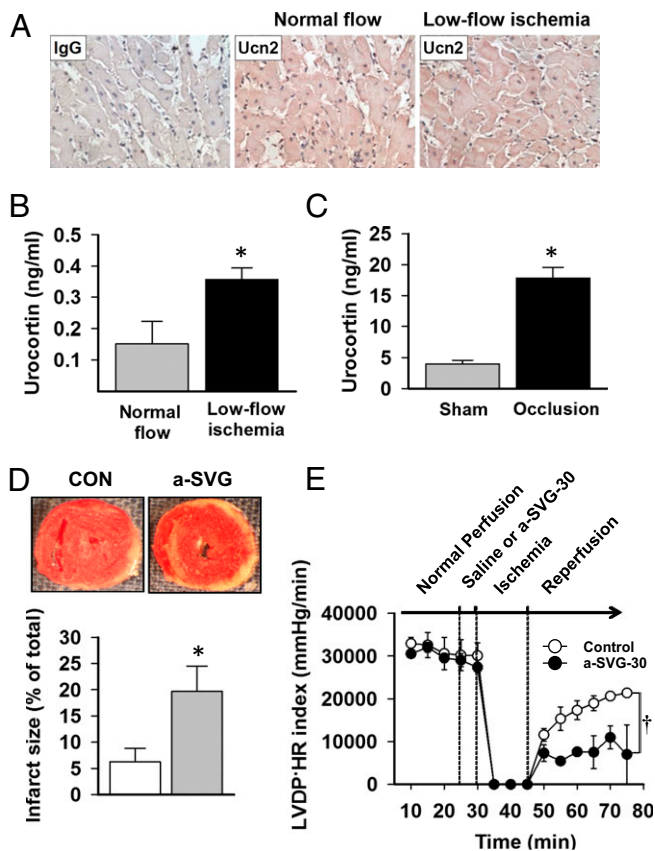 A
Normal flow
Low-flow ischemia
IgG
Ucn2
Ucn2
B
Urocortin (ng/ml)
0.5
0.4
0.3
0.2
0.1
*
Normal
flow
Low-flow
ischemia
C
Urocortin (ng/ml)
25
20
15
10
5
0
*
Sham
Occlusion
D
CON
a-SVG
Infarct size (% of total)
30
25
20
15
10
5
0
*
E
Normal Perfusion
Saline or a-SVG-30
Ischemia
Reperfusion
LVDP·HR index (mmHg/min)
40000
30000
20000
10000
0
Control
a-SVG-30
†
10 20 30 40 50 60 70 80
Time (min)